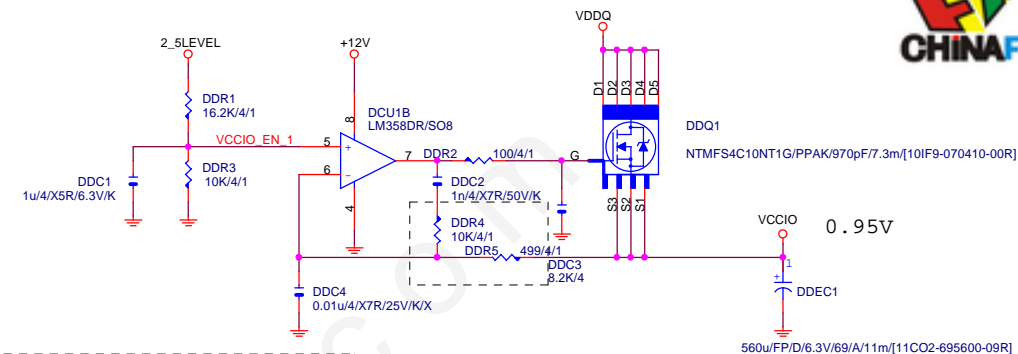 VDDQ
CHiNAF
2_5LEVEL
+12V
D1
D2
D3
D4
D5
DDR1
16.2K/4/1
DCU1B
LM358DR/SO8
8
DDQ1
VCCIO_EN_1
5
+
7
DDR2
100/4/1
G
NTMFS4C10NT1G/PPAK/970pF/7.3m/[10IF9-070410-00R]
6
−
DDR3
10K/4/1
DDC1
1u/4/X5R/6.3V/K
DDC2
1n/4/X7R/50V/K
4
S3
S2
S1
VCCIO
0.95V
DDR4
10K/4/1
DDR5
499/4/1
DDC3
8.2K/4
1
+
DDC4
0.01u/4/X7R/25V/K/X
DDEC1
560u/FP/D/6.3V/69/A/11m/[11CO2-695600-09R]
c.com